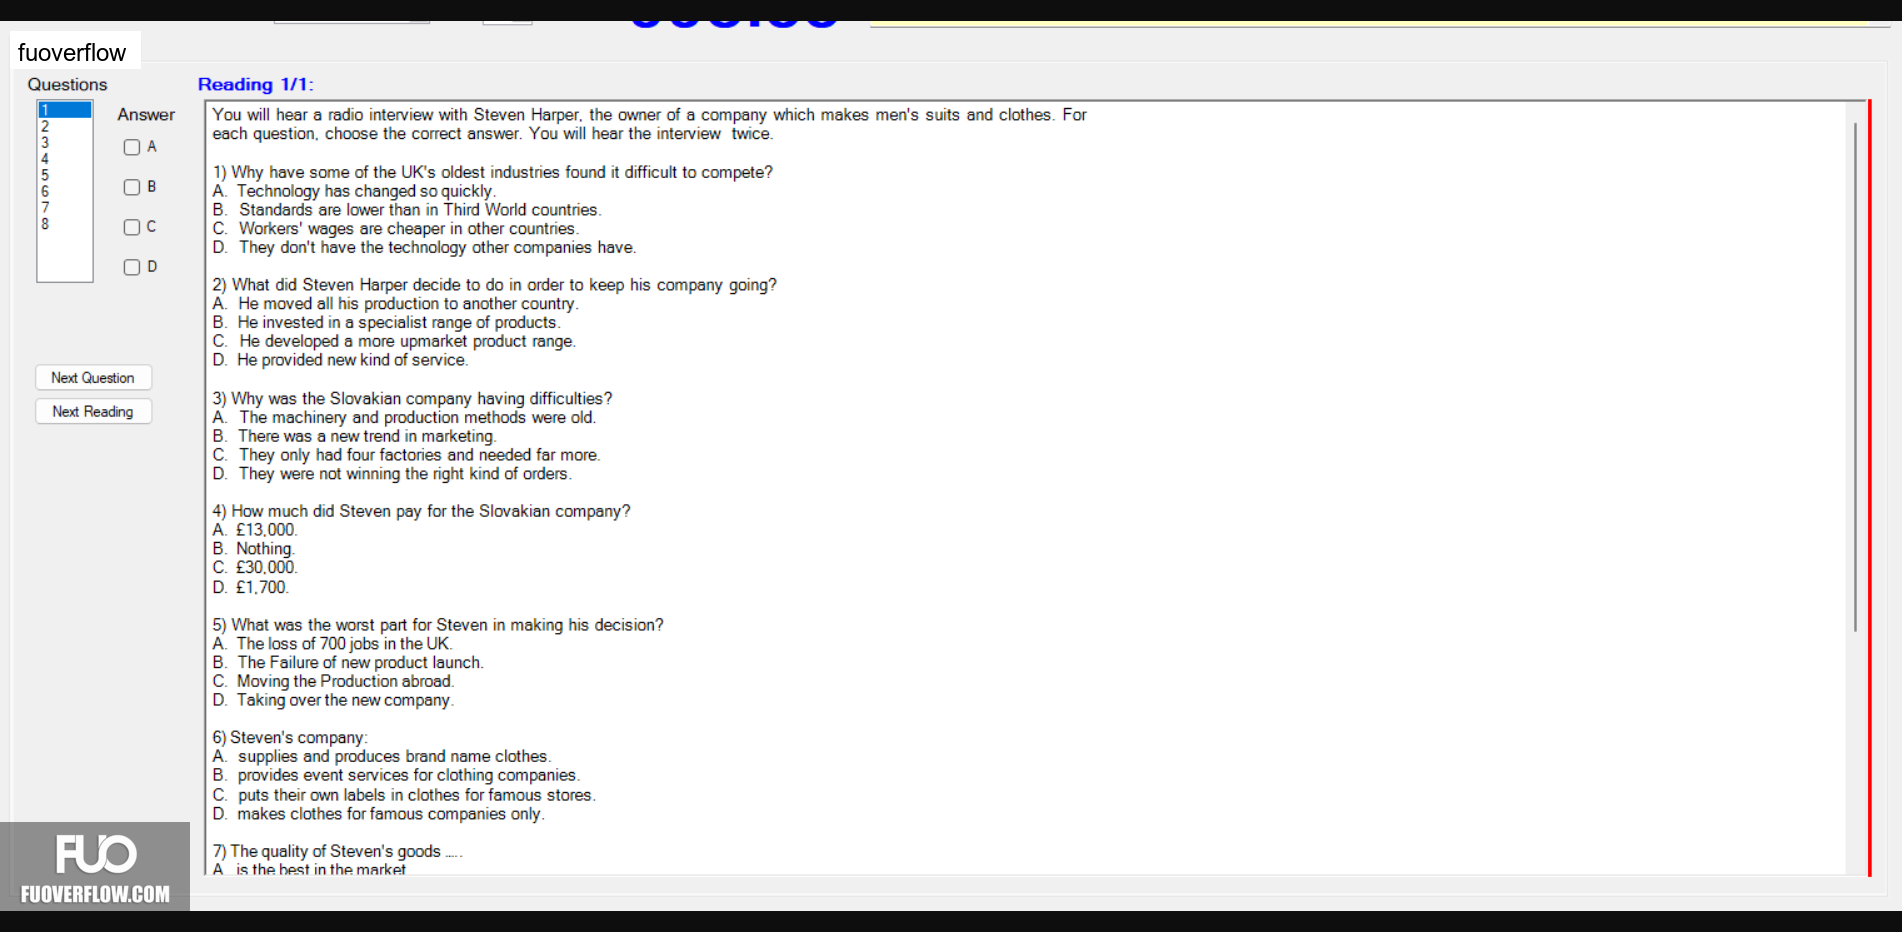 fuoverflow
Questions
Reading 1/1:
1
2
3
4
5
6
7
8
Answer
A
B
C
D
Next Question
Next Reading
You will hear a radio interview with Steven Harper, the owner of a company which makes men's suits and clothes. For
each question, choose the correct answer. You will hear the interview twice.
1) Why have some of the UK's oldest industries found it difficult to compete?
A. Technology has changed so quickly.
B. Standards are lower than in Third World countries.
C. Workers' wages are cheaper in other countries.
D. They don't have the technology other companies have.
2) What did Steven Harper decide to do in order to keep his company going?
A. He moved all his production to another country.
B. He invested in a specialist range of products.
C. He developed a more upmarket product range.
D. He provided new kind of service.
3) Why was the Slovakian company having difficulties?
A. The machinery and production methods were old.
B. There was a new trend in marketing.
C. They only had four factories and needed far more.
D. They were not winning the right kind of orders.
4) How much did Steven pay for the Slovakian company?
A. £13,000.
B. Nothing.
C. £30,000.
D. £1,700.
5) What was the worst part for Steven in making his decision?
A. The loss of 700 jobs in the UK.
B. The Failure of new product launch.
C. Moving the Production abroad.
D. Taking over the new company.
6) Steven's company:
A. supplies and produces brand name clothes.
B. provides event services for clothing companies.
C. puts their own labels in clothes for famous stores.
D. makes clothes for famous companies only.
7) The quality of Steven's goods .....
A. is the best in the market
FUO
FUOVERFLOW.COM